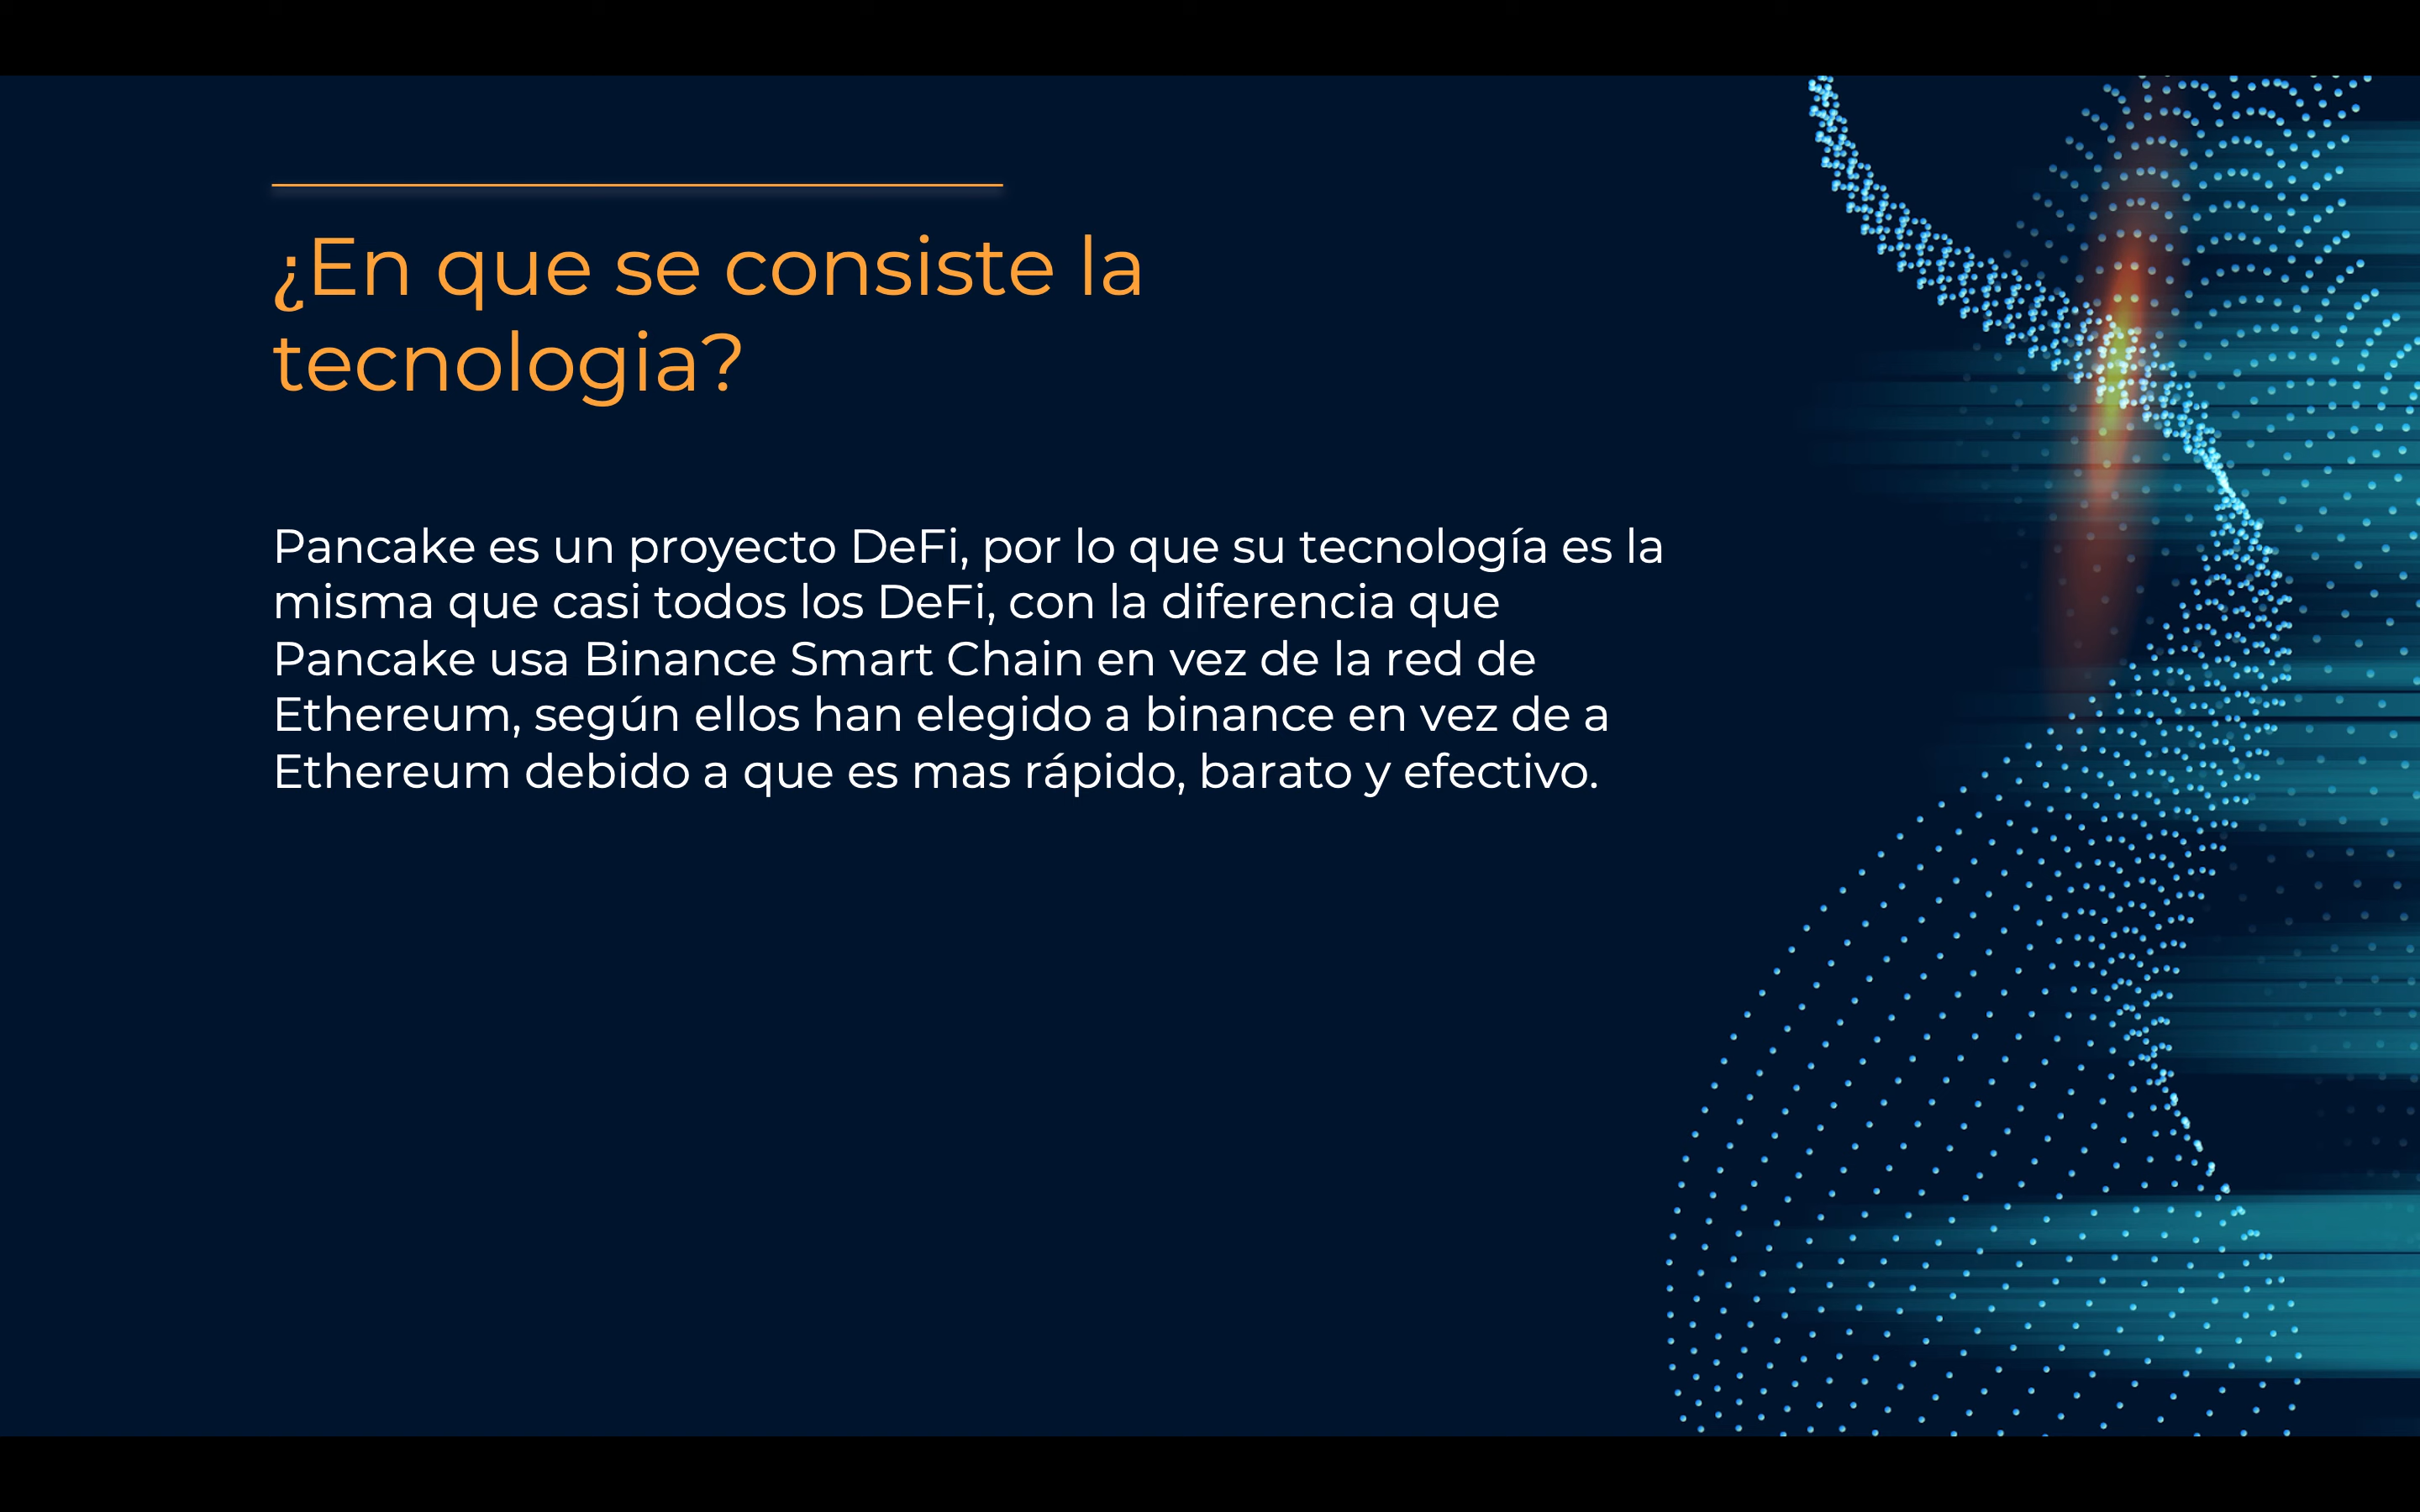 ¿En que se consiste la
tecnologia?
Pancake es un proyecto DeFi, por lo que su tecnología es la
misma que casi todos los DeFi, con la diferencia que
Pancake usa Binance Smart Chain en vez de la red de
Ethereum, según ellos han elegido a binance en vez de a
Ethereum debido a que es mas rápido, barato y efectivo.